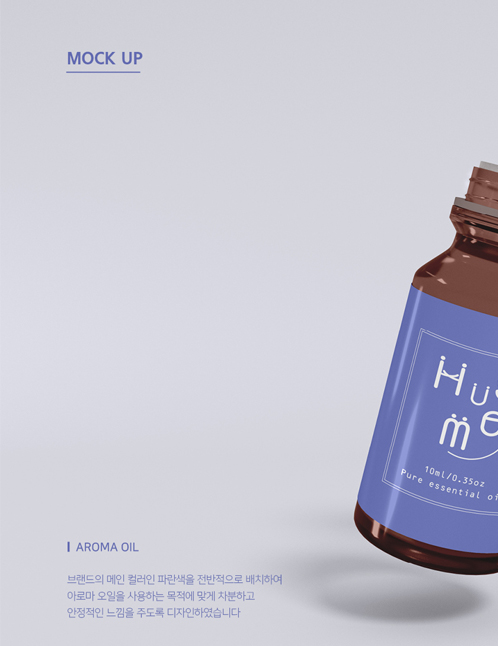 MOCK UP
10ml/0.35oz
Pure essential
AROMA OIL
브랜드의 메인 컬러인 파란색을 전반적으로 배치하여
아로마 오일을 사용하는 목적에 맞게 차분하고
안정적인 느낌을 주도록 디자인하였습니다